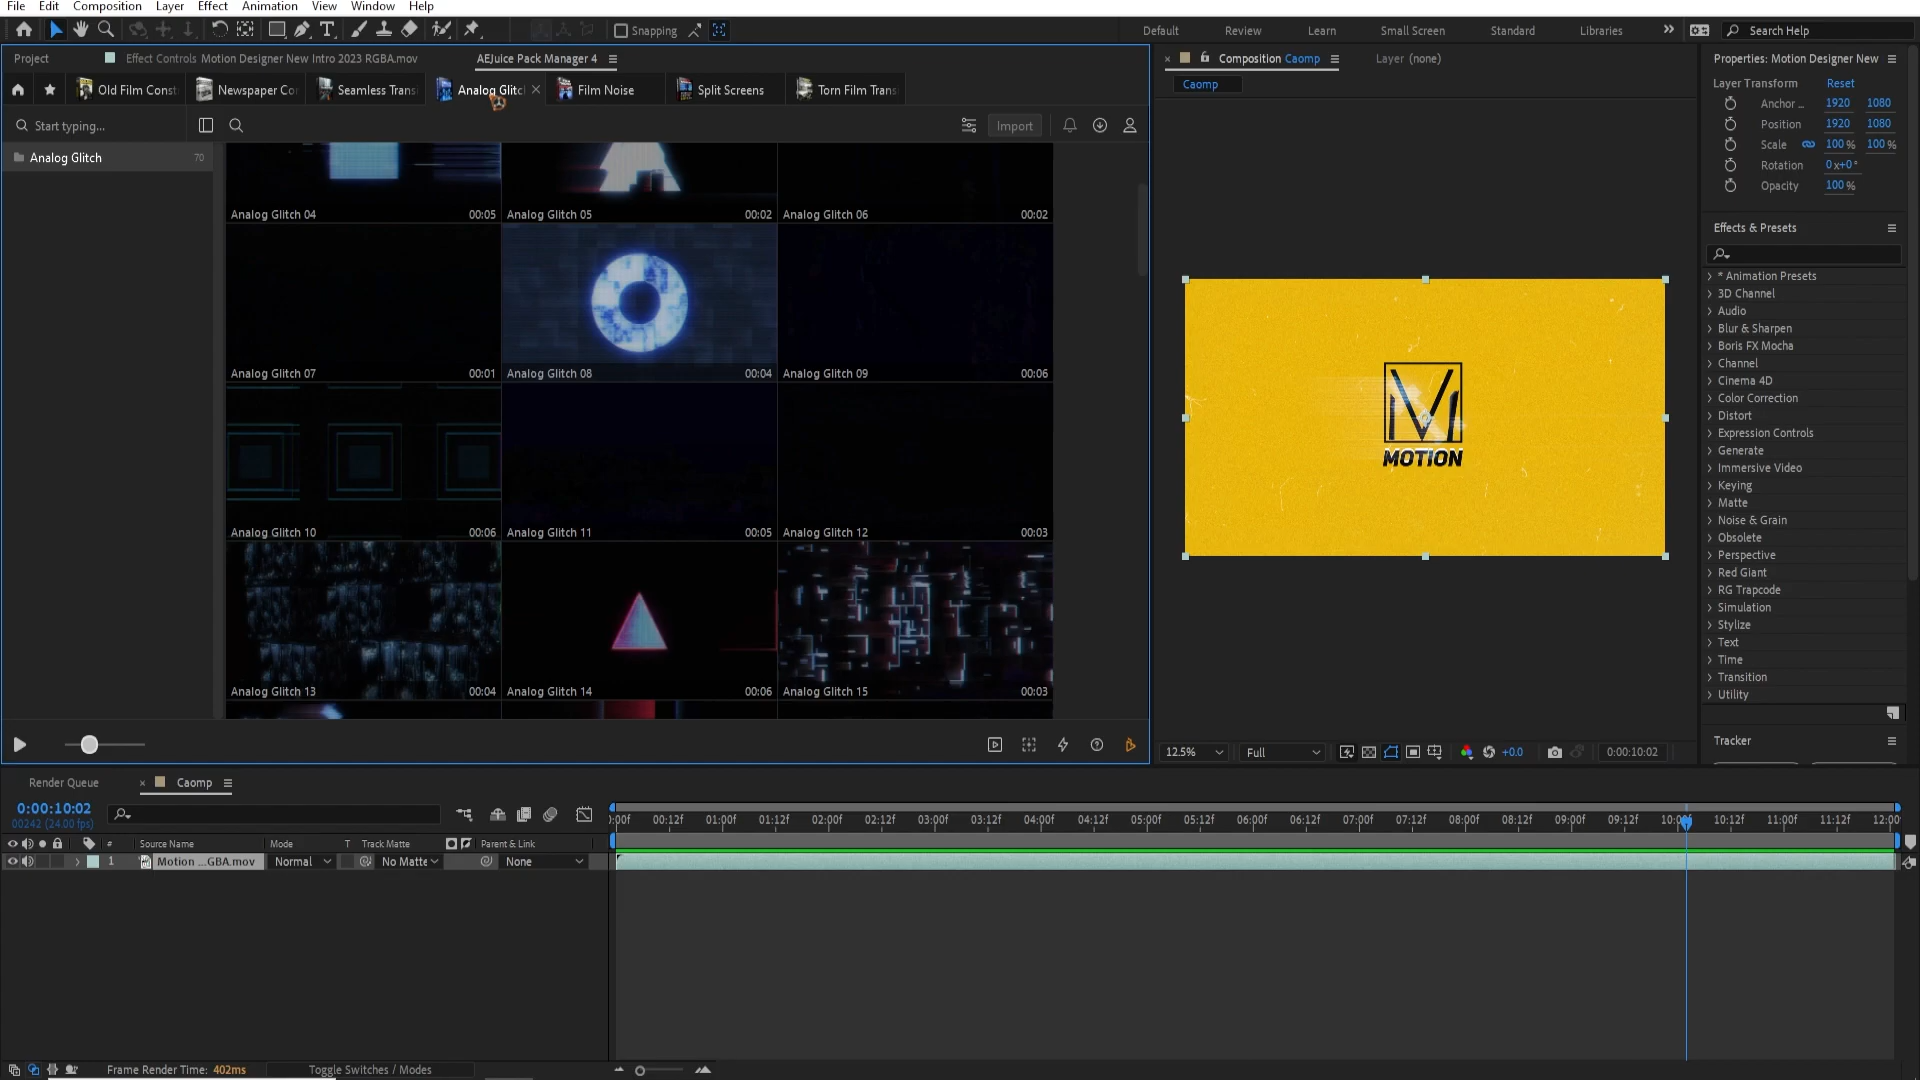 File Edit Composition Layer Effect Animation View Window Help
Snapping
Default Review Learn Small Screen Standard Libraries Search Help
Project Effect Controls Motion Designer New Intro 2023 RGBA.mov AEJuice Pack Manager 4
Old Film Const Newspaper Co Seamless Trans Analog Glitc Film Noise Split Screens Torn Film Trans
Start typing... Import
Analog Glitch 70
Analog Glitch 04 00:05 Analog Glitch 05 00:02 Analog Glitch 06 00:02
Analog Glitch 07 00:01 Analog Glitch 08 00:04 Analog Glitch 09 00:06
Analog Glitch 10 00:06 Analog Glitch 11 00:05 Analog Glitch 12 00:03
Analog Glitch 13 00:04 Analog Glitch 14 00:06 Analog Glitch 15 00:03
Composition Caomp Layer (none)
Caomp
MOTION
12.5% Full +0.0 0:00:10:02
Properties: Motion Designer New
Layer Transform Reset
Anchor ... 1920 1080
Position 1920 1080
Scale 100 % 100 %
Rotation 0x+0°
Opacity 100 %
Effects & Presets
* Animation Presets
3D Channel
Audio
Blur & Sharpen
Boris FX Mocha
Channel
Cinema 4D
Color Correction
Distort
Expression Controls
Generate
Immersive Video
Keying
Matte
Noise & Grain
Obsolete
Perspective
Red Giant
RG Trapcode
Simulation
Stylize
Text
Time
Transition
Utility
Tracker
Render Queue Caomp
0:00:10:02
00242 (24.00 fps)
:00f 00:12f 01:00f 01:12f 02:00f 02:12f 03:00f 03:12f 04:00f 04:12f 05:00f 05:12f 06:00f 06:12f 07:00f 07:12f 08:00f 08:12f 09:00f 09:12f 10:12f 11:00f 11:12f 12:00
# Source Name Mode T Track Matte Parent & Link
1 Motion ...GBA.mov Normal No Matte None
Frame Render Time: 402ms Toggle Switches / Modes